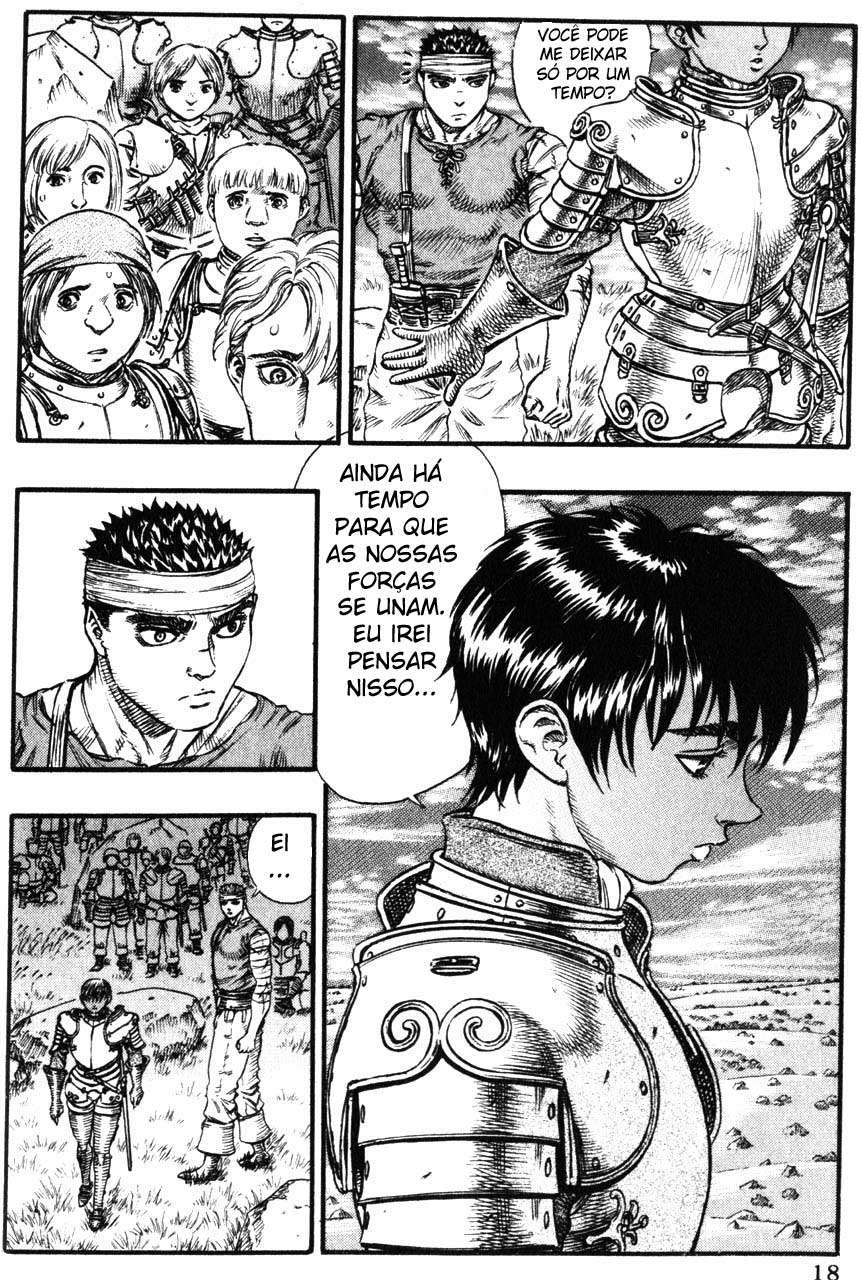 VOCÊ PODE
ME DEIXAR
SÓ POR UM
TEMPO?
AINDA HÁ
TEMPO
PARA QUE
AS NOSSAS
FORÇAS
SE UNAM.
EU IREI
PENSAR
NISSO...
EI
...
18